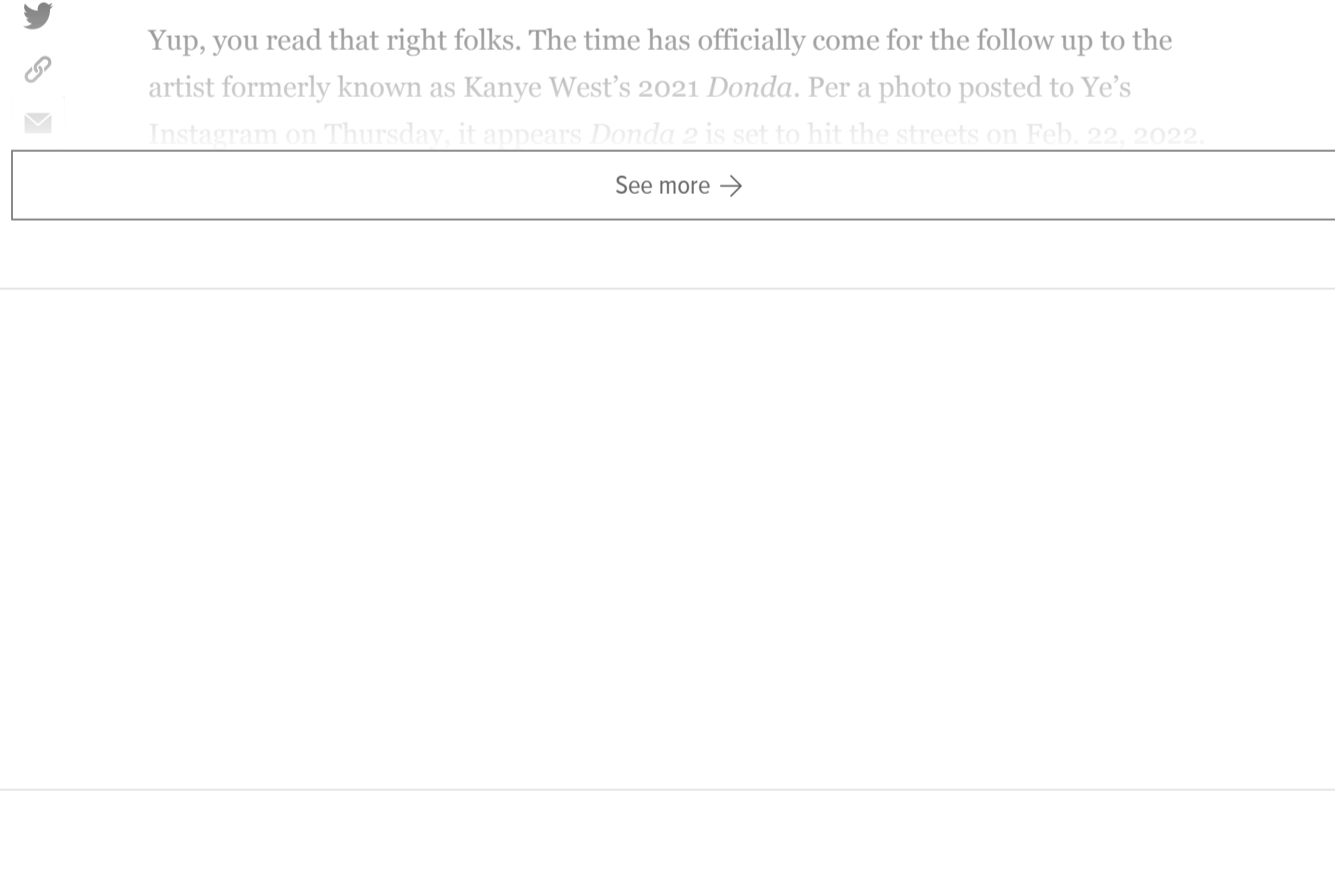 Yup, you read that right folks. The time has officially come for the follow up to the
artist formerly known as Kanye West’s 2021 Donda. Per a photo posted to Ye’s
Instagram on Thursday, it appears Donda 2 is set to hit the streets on Feb. 22, 2022.
See more →